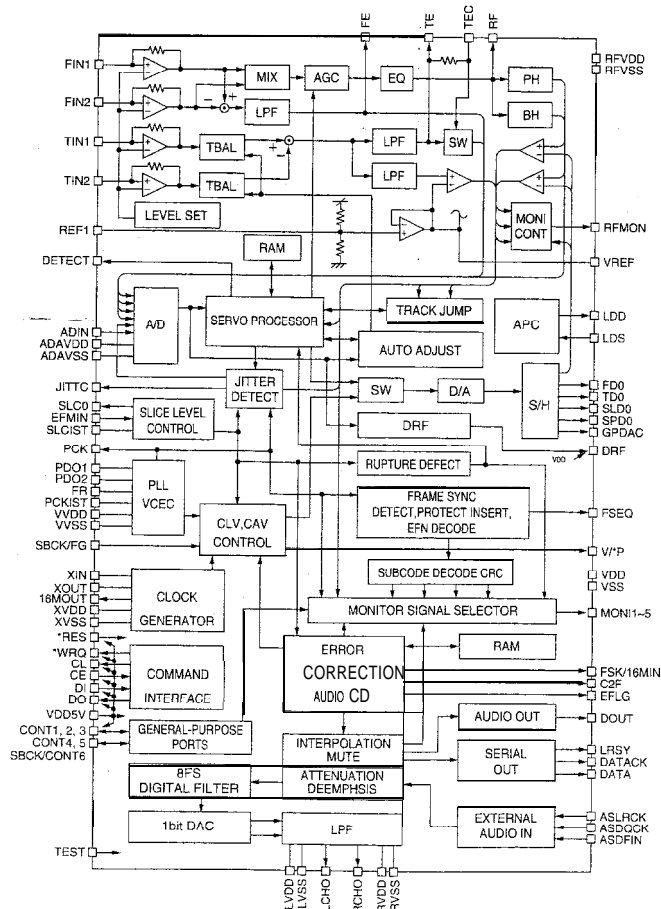 FE
TE
TEC
RF
FIN1
FIN2
TIN1
TiN2
REF1
DETECT
ADIN
ADAVDD
ADAVSS
JITTC
SLC0
EFMIN
SLCIST
PCK
PDO1
PDO2
FR
PCKIST
VVDD
VVSS
SBCK/FG
XIN
XOUT
16MOUT
XVDD
XVSS
*RES
*WRQ
CL
CE
DI
DO
VDD5V
CONT1, 2, 3
CONT4, 5
SBCK/CONT6
TEST
MIX
AGC
EQ
PH
BH
LPF
TBAL
TBAL
LPF
SW
LPF
LEVEL SET
MONI
CONT
RAM
A/D
SERVO PROCESSOR
TRACK JUMP
APC
AUTO ADJUST
JITTER
DETECT
SW
D/A
S/H
SLICE LEVEL
CONTROL
DRF
RUPTURE DEFECT
PLL
VCEC
CLV,CAV
CONTROL
FRAME SYNC
DETECT,PROTECT INSERT,
EFN DECODE
SUBCODE DECODE CRC
CLOCK
GENERATOR
MONITOR SIGNAL SELECTOR
ERROR
CORRECTION
AUDIO CD
RAM
COMMAND
INTERFACE
GENERAL-PURPOSE
PORTS
INTERPOLATION
MUTE
AUDIO OUT
SERIAL
OUT
8FS
DIGITAL FILTER
ATTENUATION
DEEMPHSIS
1bit DAC
LPF
EXTERNAL
AUDIO IN
RFVDD
RFVSS
RFMON
VREF
LDD
LDS
FD0
TD0
SLD0
SPD0
GPDAC
VDD
DRF
FSEQ
V/*P
VDD
VSS
MONI1~5
FSK/16MIN
C2F
EFLG
DOUT
LRSY
DATACK
DATA
ASLRCK
ASDQCK
ASDFIN
LVDD
LVSS
LCHO
RCHO
RVDD
RVSS